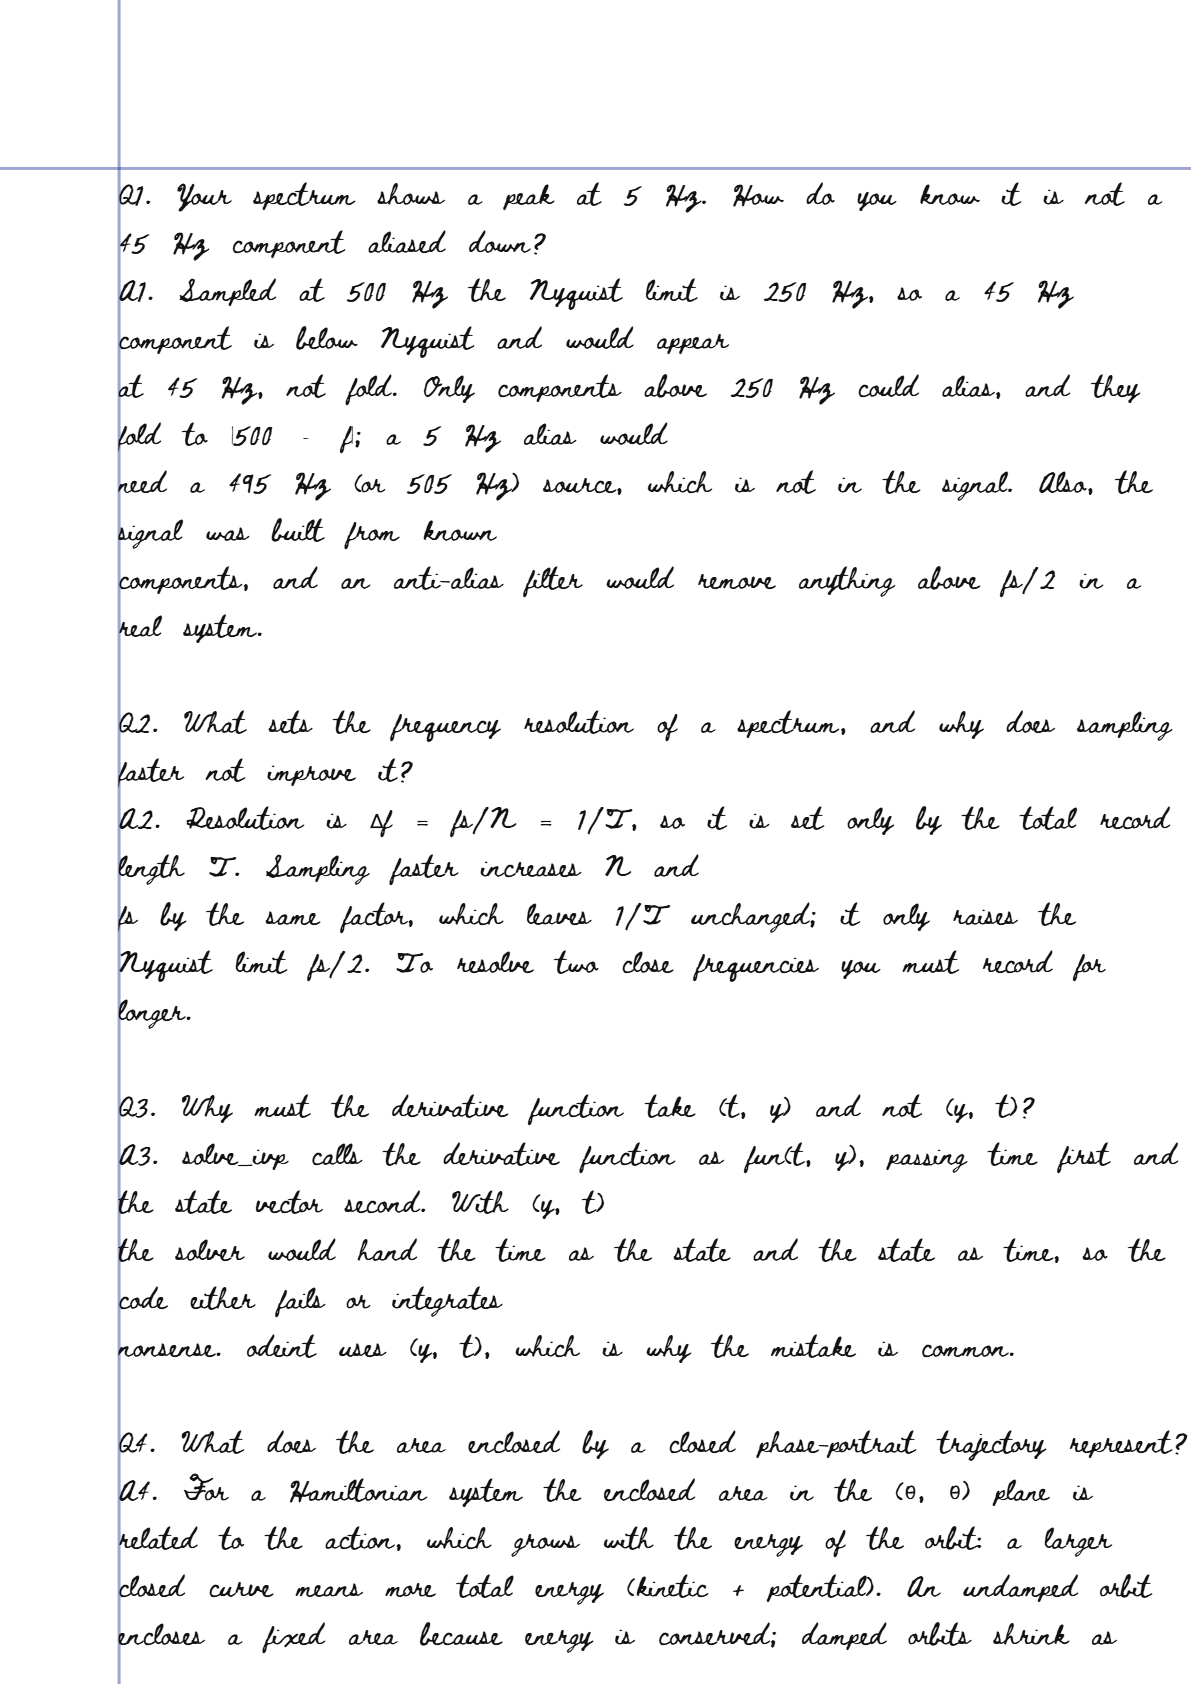 Q1. Your spectrum shows a peak at 5 Hz. How do you know it is not a
45 Hz component aliased down?
A1. Sampled at 500 Hz the Nyquist limit is 250 Hz, so a 45 Hz
component is below Nyquist and would appear
at 45 Hz, not fold. Only components above 250 Hz could alias, and they
fold to |500 - f|; a 5 Hz alias would
need a 495 Hz (or 505 Hz) source, which is not in the signal. Also, the
signal was built from known
components, and an anti-alias filter would remove anything above fs/2 in a
real system.
Q2. What sets the frequency resolution of a spectrum, and why does sampling
faster not improve it?
A2. Resolution is Δf = fs/N = 1/T, so it is set only by the total record
length T. Sampling faster increases N and
fs by the same factor, which leaves 1/T unchanged; it only raises the
Nyquist limit fs/2. To resolve two close frequencies you must record for
longer.
Q3. Why must the derivative function take (t, y) and not (y, t)?
A3. solve_ivp calls the derivative function as fun(t, y), passing time first and
the state vector second. With (y, t)
the solver would hand the time as the state and the state as time, so the
code either fails or integrates
nonsense. odeint uses (y, t), which is why the mistake is common.
Q4. What does the area enclosed by a closed phase-portrait trajectory represent?
A4. For a Hamiltonian system the enclosed area in the (θ, θ) plane is
related to the action, which grows with the energy of the orbit: a larger
closed curve means more total energy (kinetic + potential). An undamped orbit
encloses a fixed area because energy is conserved; damped orbits shrink as